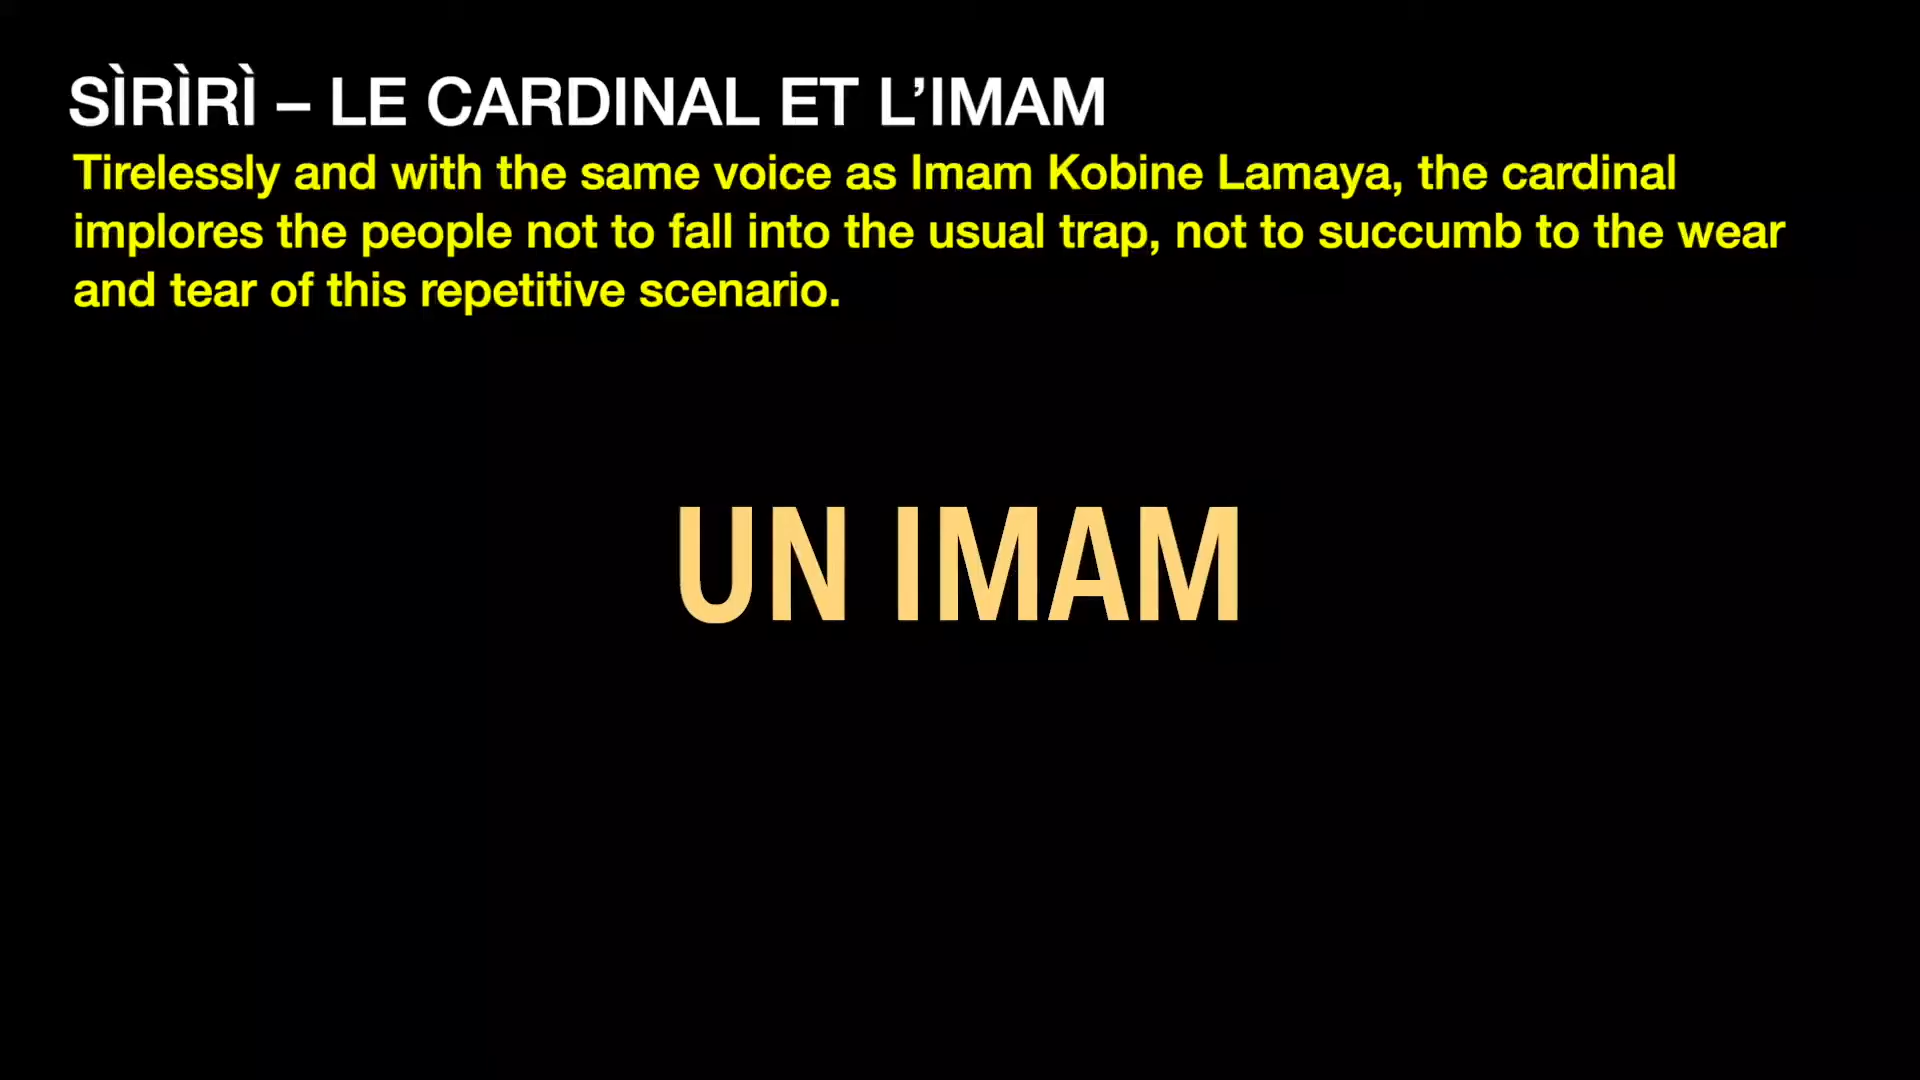 SÌRÌRÌ – LE CARDINAL ET L’IMAM
Tirelessly and with the same voice as Imam Kobine Lamaya, the cardinal
implores the people not to fall into the usual trap, not to succumb to the wear
and tear of this repetitive scenario.
UN IMAM